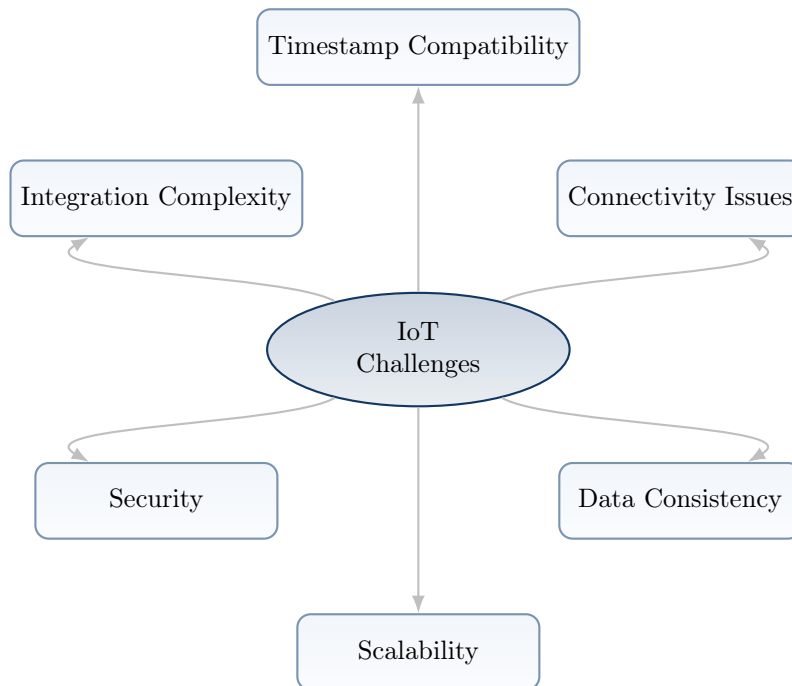 Timestamp Compatibility
Integration Complexity
Connectivity Issues
IoT
Challenges
Security
Data Consistency
Scalability